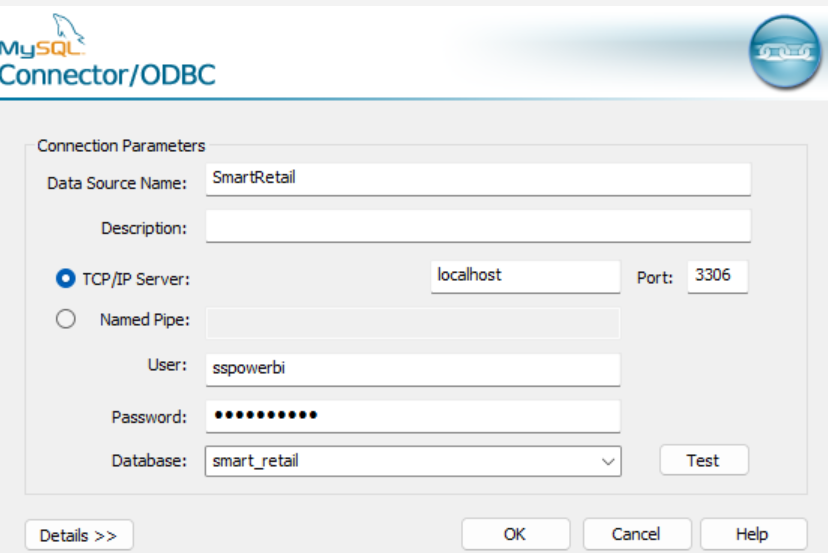 MySQL
Connector/ODBC
Connection Parameters
Data Source Name: SmartRetail
Description:
TCP/IP Server: localhost Port: 3306
Named Pipe:
User: sspowerbi
Password: ••••••••••
Database: smart_retail Test
Details >> OK Cancel Help